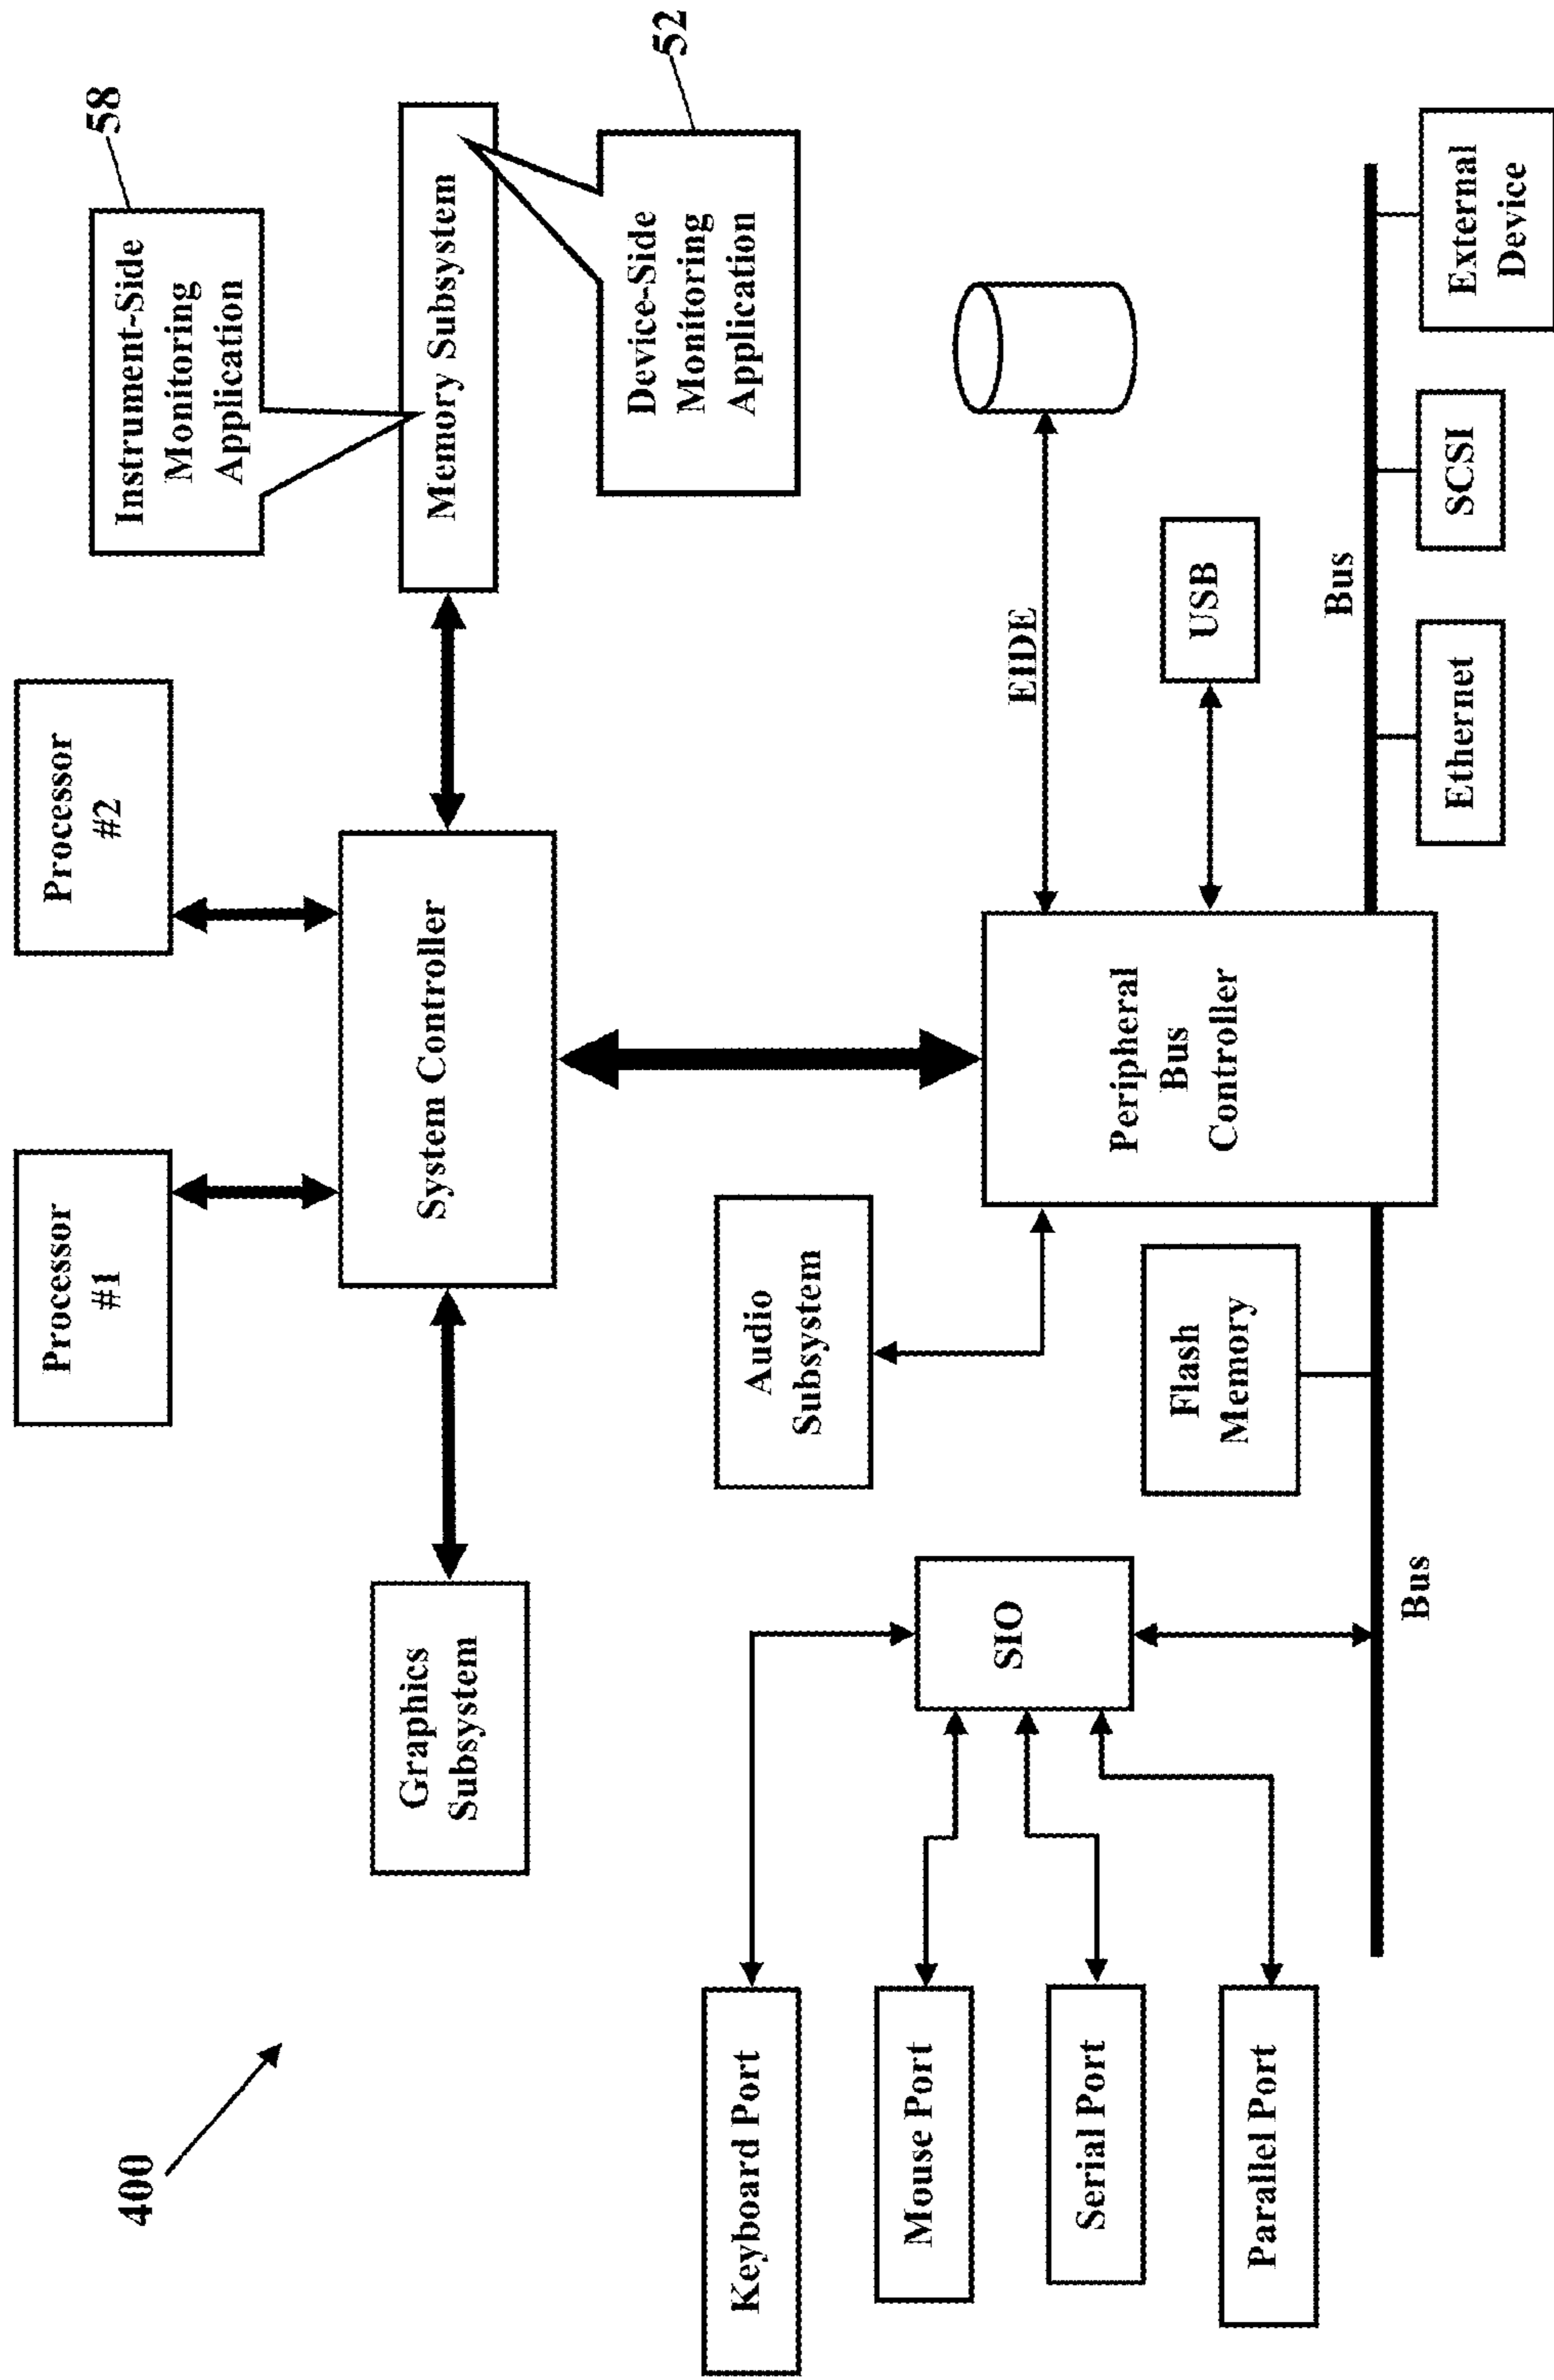 400
Processor
#1
Processor
#2
58
Instrument-Side
Monitoring
Application
Graphics
Subsystem
System Controller
Memory Subsystem
52
Device-Side
Monitoring
Application
Keyboard Port
Audio
Subsystem
Mouse Port
SIO
EIDE
Serial Port
Peripheral
Bus
Controller
USB
Parallel Port
Flash
Memory
Bus
Bus
Ethernet
SCSI
External
Device